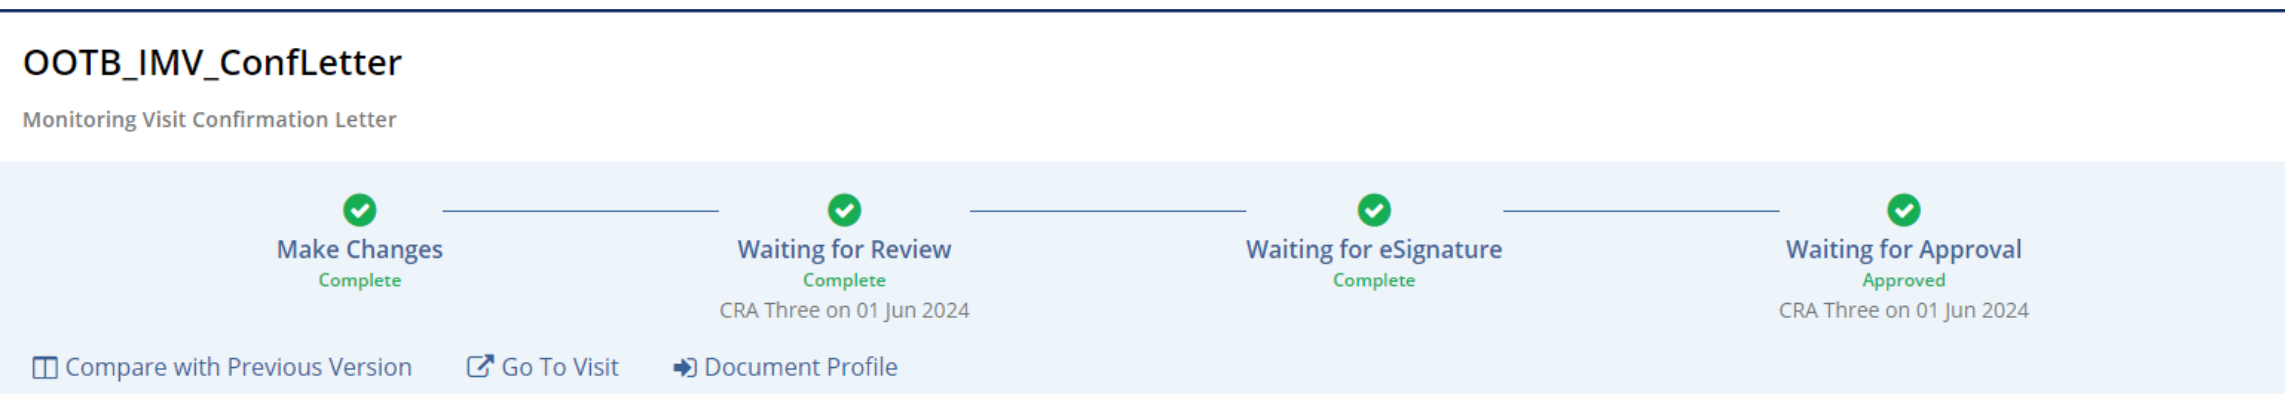 OOTB_IMV_ConfLetter
Monitoring Visit Confirmation Letter
Make Changes
Complete
Waiting for Review
Complete
CRA Three on 01 Jun 2024
Waiting for eSignature
Complete
Waiting for Approval
Approved
CRA Three on 01 Jun 2024
Compare with Previous Version
Go To Visit
Document Profile